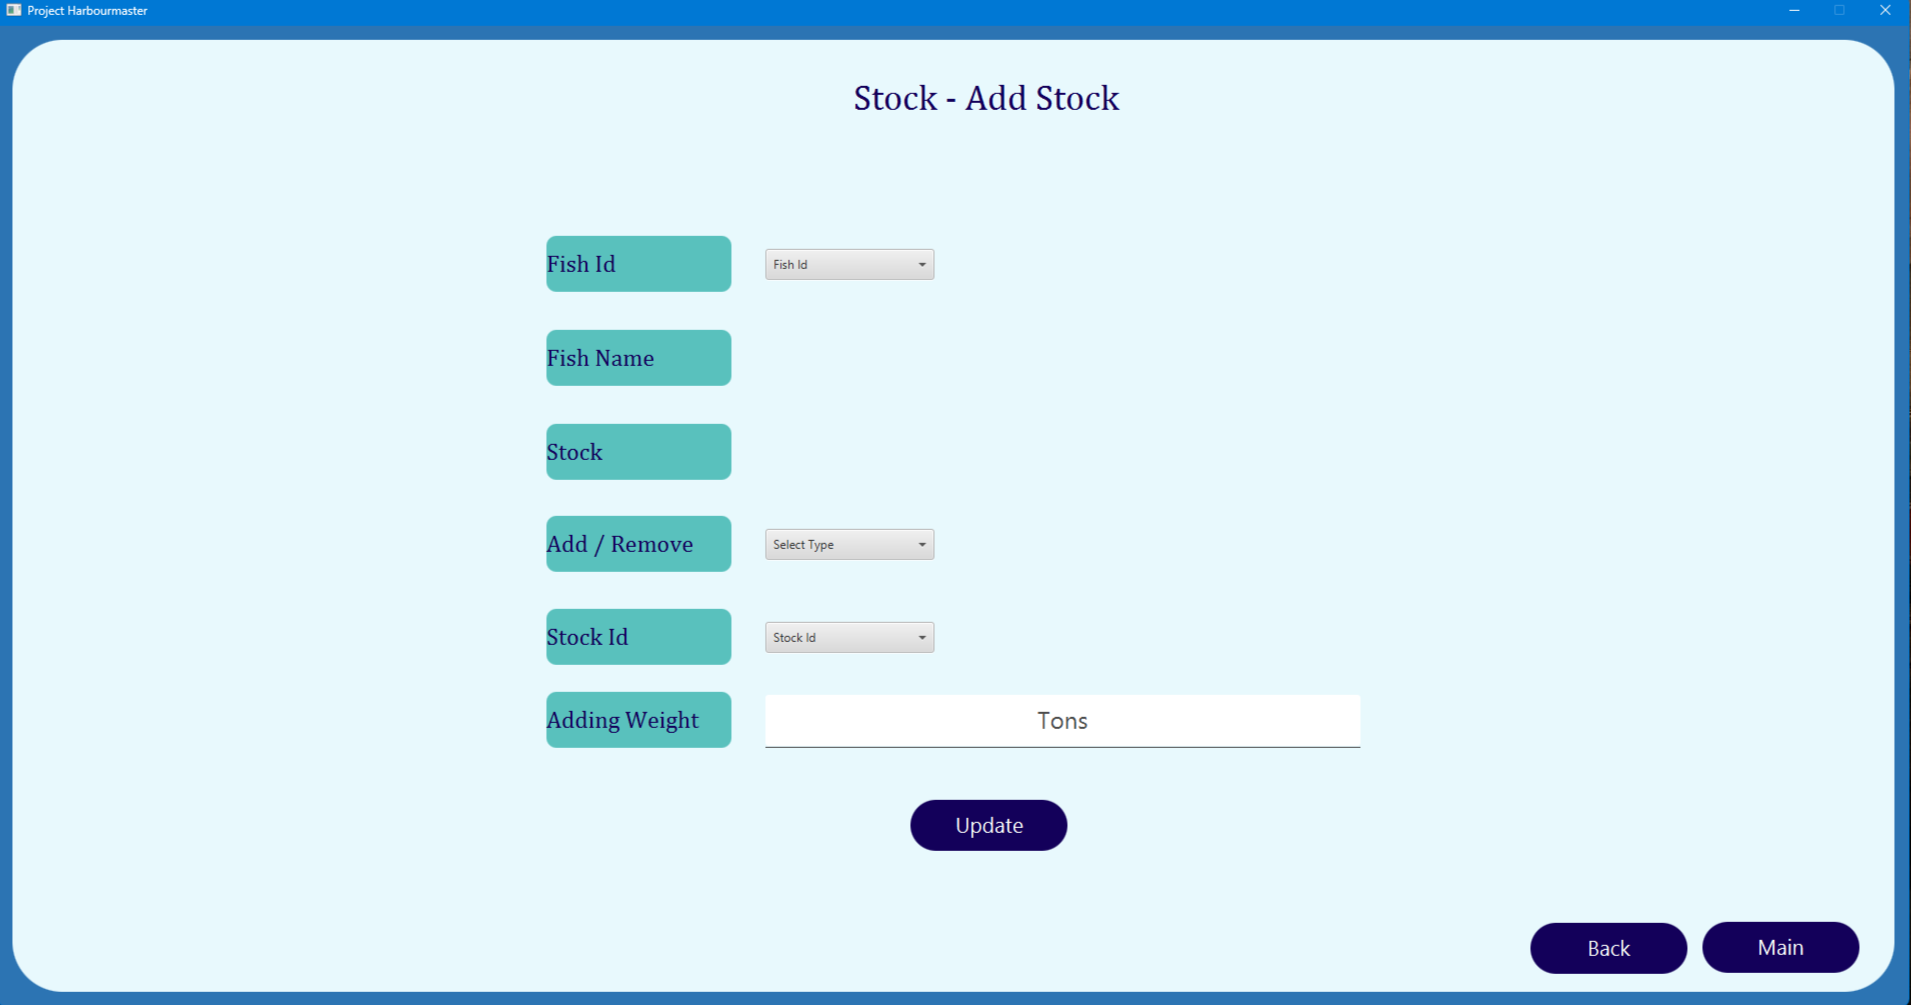 Project Harbourmaster
Stock - Add Stock
Fish Id
Fish Id
Fish Name
Stock
Add / Remove
Select Type
Stock Id
Stock Id
Adding Weight
Tons
Update
Back
Main